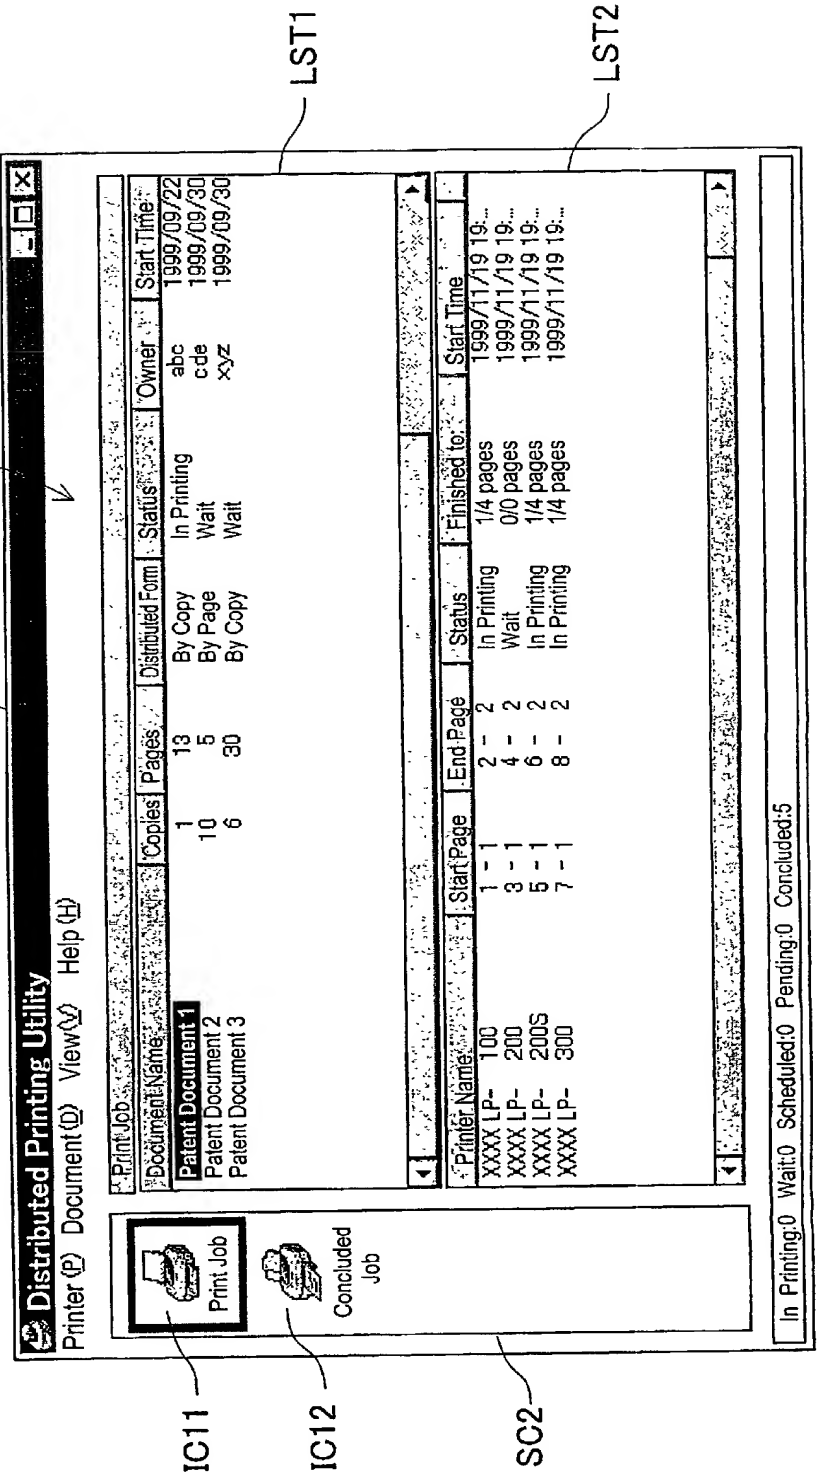 Distributed Printing Utility
Printer (P) Document (D) View (V) Help (H)
Print Job
Document Name Copies Pages Distributed Form Status Owner Start Time
Patent Document 1 1 13 By Copy In Printing abc 1999/09/22
Patent Document 2 10 5 By Page Wait cde 1999/09/30
Patent Document 3 6 30 By Copy Wait xyz 1999/09/30
Printer Name Start Page End Page Status Finished to: Start Time
XXXX LP- 100 1 - 1 2 - 2 In Printing 1/4 pages 1999/11/19 19:...
XXXX LP- 200 3 - 1 4 - 2 Wait 0/0 pages 1999/11/19 19:...
XXXX LP- 200S 5 - 1 6 - 2 In Printing 1/4 pages 1999/11/19 19:...
XXXX LP- 300 7 - 1 8 - 2 In Printing 1/4 pages 1999/11/19 19:...
Print Job
Concluded
Job
In Printing:0 Wait:0 Scheduled:0 Pending:0 Concluded:5
IC11
IC12
SC2
LST1
LST2